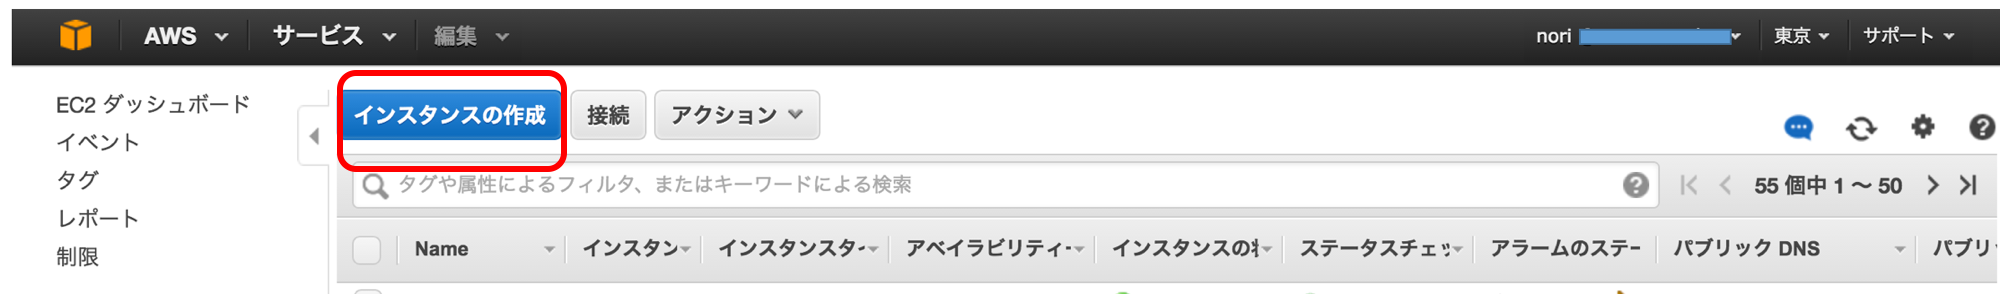 AWS サービス 編集 nori 東京 サポート
EC2 ダッシュボード
イベント
タグ
レポート
制限
インスタンスの作成 接続 アクション
タグや属性によるフィルタ、またはキーワードによる検索 55 個中 1 ～ 50
Name インスタン インスタンスター アベイラビリティー インスタンスの ステータスチェッ アラームのステー パブリック DNS パブリ